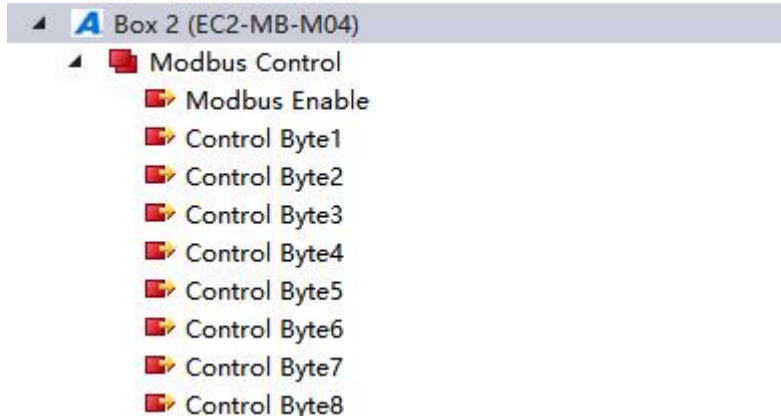 Box 2 (EC2-MB-M04)
Modbus Control
Modbus Enable
Control Byte1
Control Byte2
Control Byte3
Control Byte4
Control Byte5
Control Byte6
Control Byte7
Control Byte8